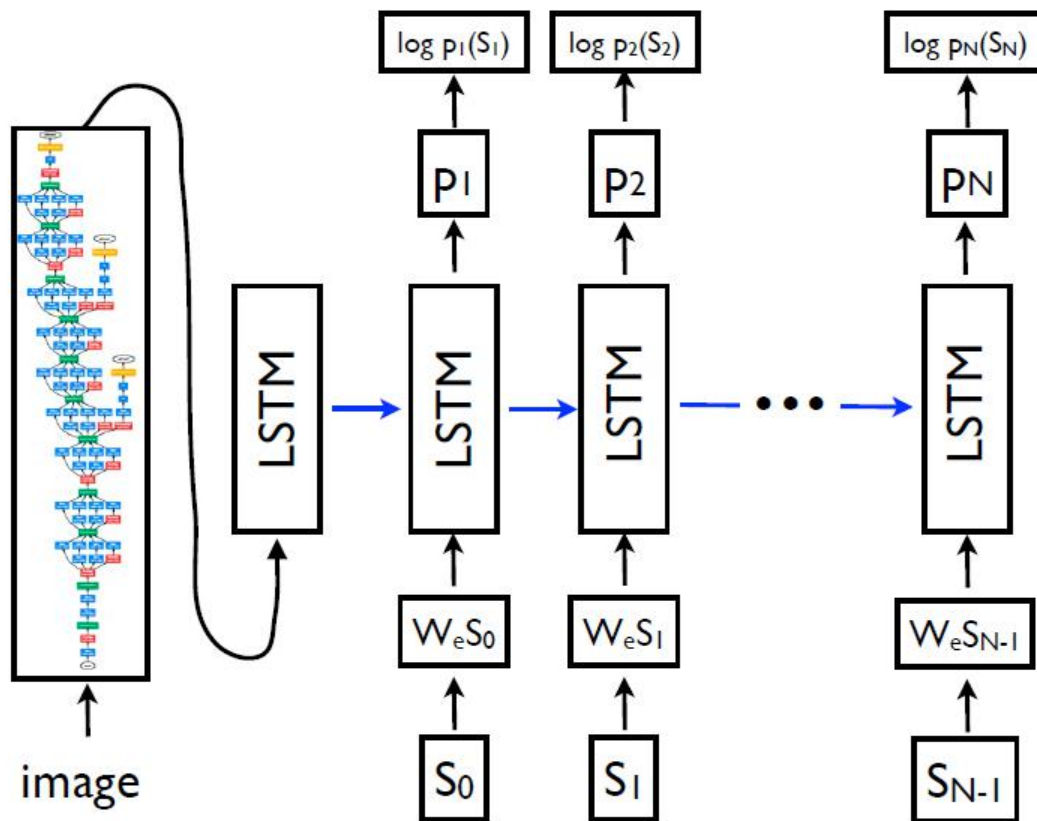 log p₁(S₁) log p₂(S₂) log pN(SN)
p₁ p₂ pN
LSTM LSTM LSTM LSTM
WₑS₀ WₑS₁ WₑSN-1
image S₀ S₁ SN-1